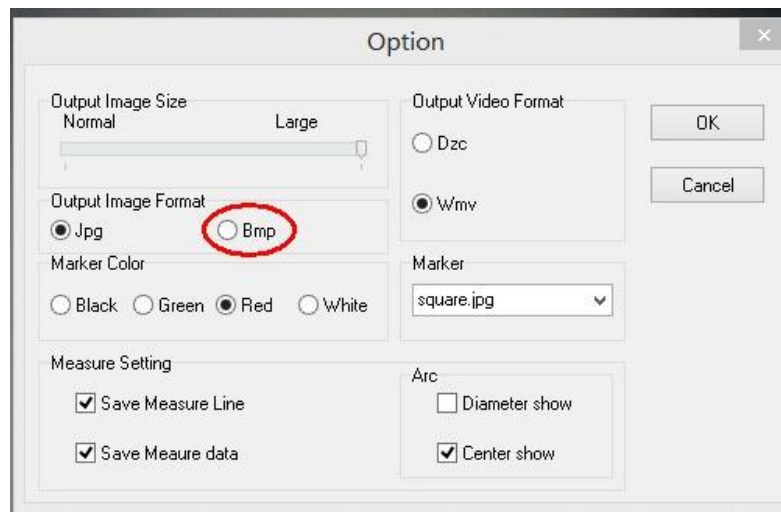 Option
Output Image Size
Normal Large
Output Video Format
Dzc
Wmv
OK
Cancel
Output Image Format
Jpg Bmp
Marker Color
Black Green Red White
Marker
square.jpg
Measure Setting
Save Measure Line
Save Meaure data
Arc
Diameter show
Center show